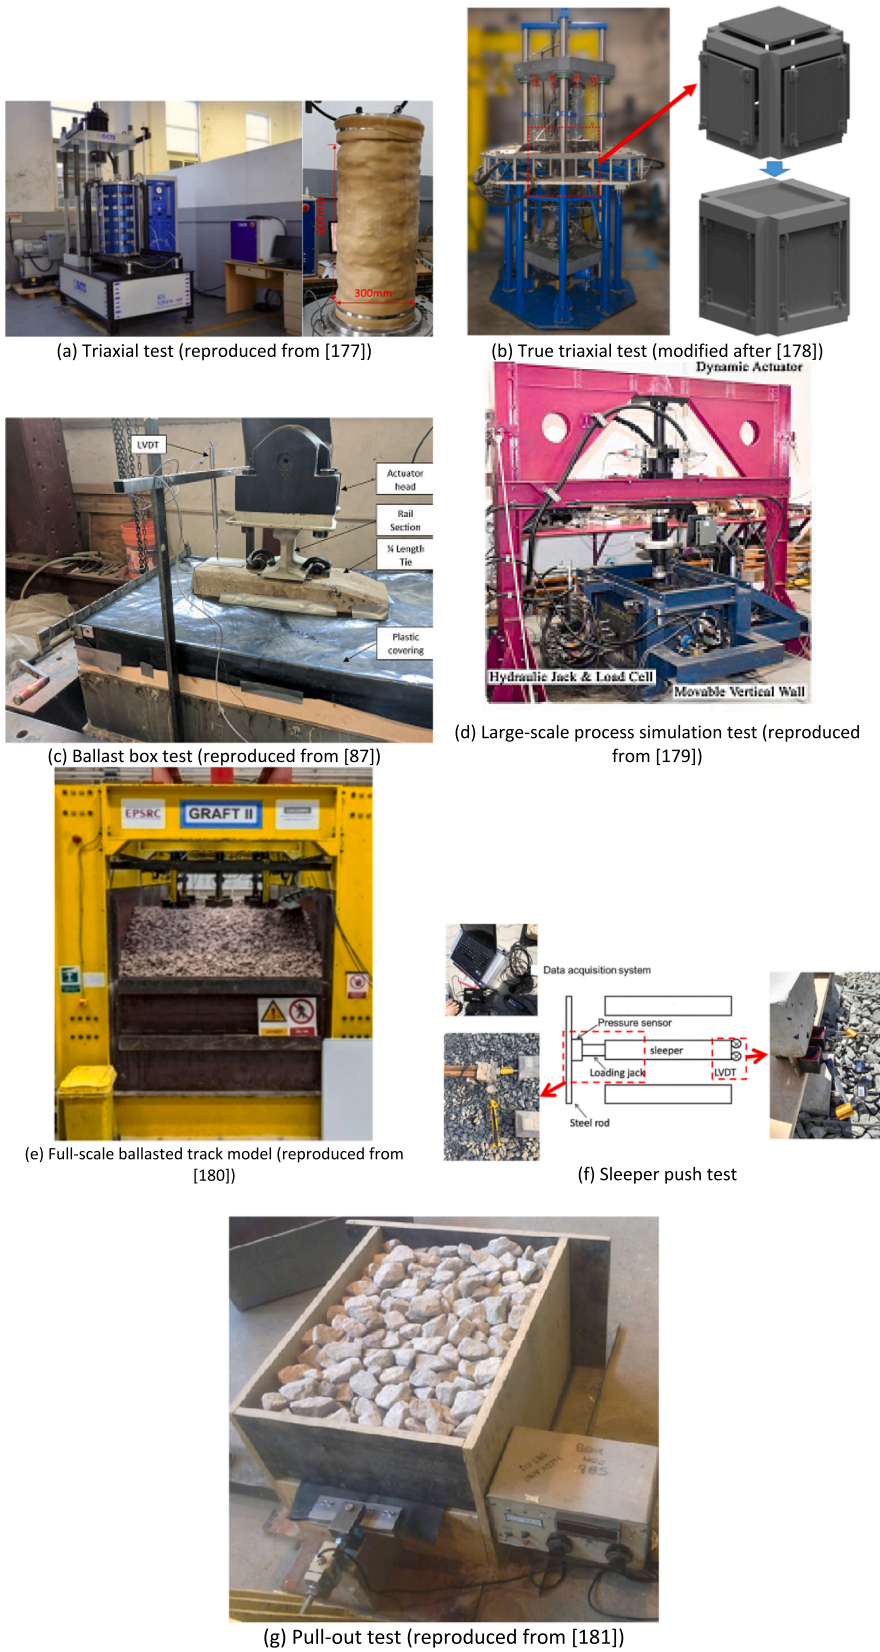 300mm
(a) Triaxial test (reproduced from [177])
(b) True triaxial test (modified after [178])
LVDT
Actuator
head
Rail
Section
¼ Length
Tie
Plastic
covering
(c) Ballast box test (reproduced from [87])
Dynamic Actuator
Hydraulic Jack & Load Cell
Movable Vertical Wall
(d) Large-scale process simulation test (reproduced
from [179])
EPSRC
GRAFT II
(e) Full-scale ballasted track model (reproduced from
[180])
Data acquisition system
Pressure sensor
sleeper
Loading jack
LVDT
Steel rod
(f) Sleeper push test
(g) Pull-out test (reproduced from [181])